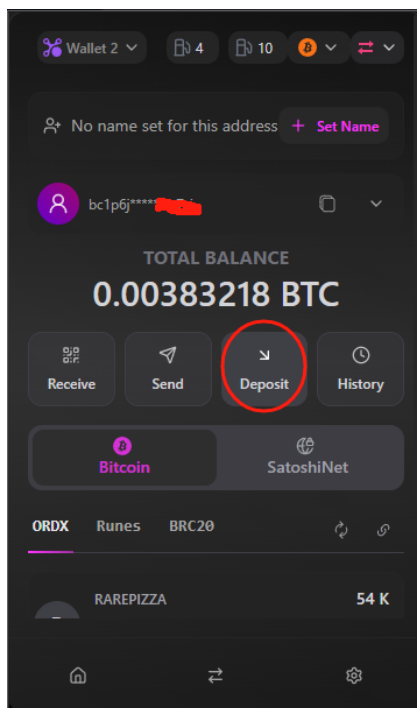 Wallet 2 4 10
No name set for this address + Set Name
bc1p6j*****
TOTAL BALANCE
0.00383218 BTC
Receive Send Deposit History
Bitcoin SatoshiNet
ORDX Runes BRC20
RAREPIZZA 54 K